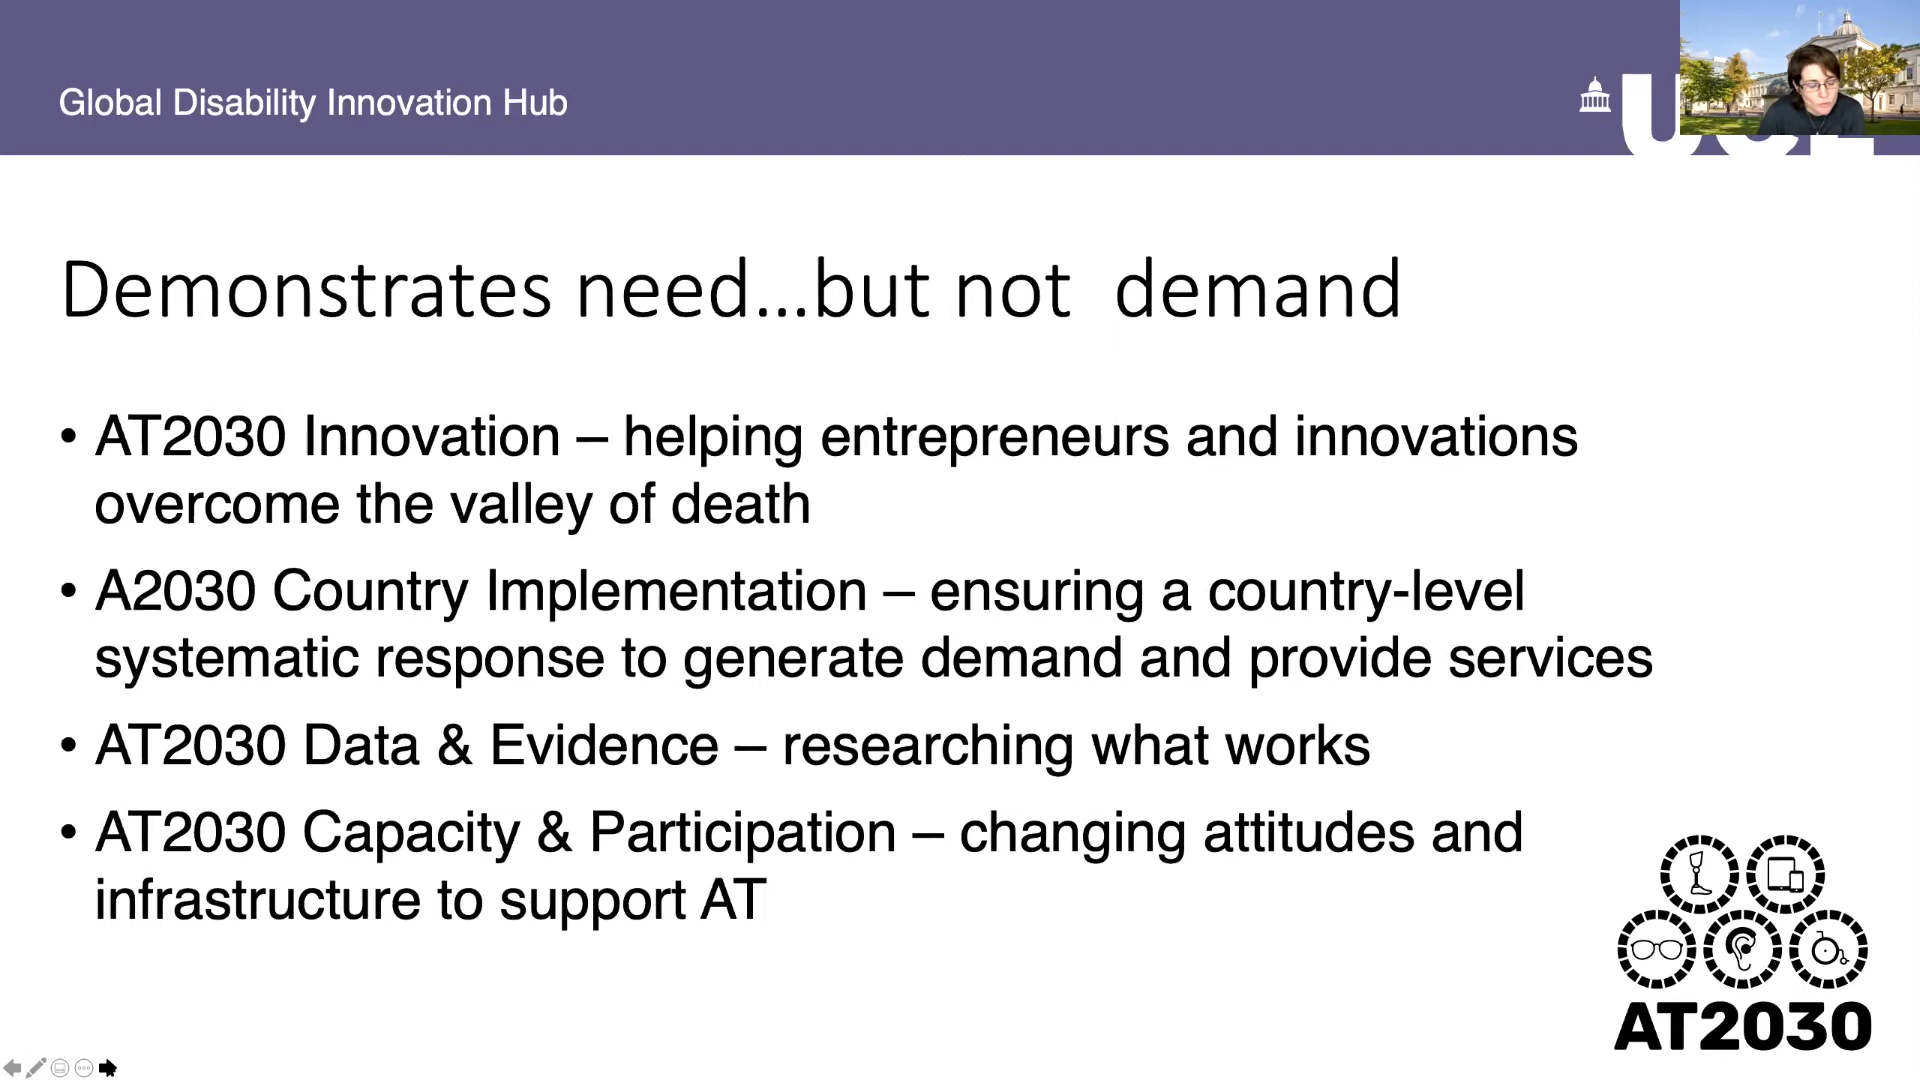 Global Disability Innovation Hub
Demonstrates need...but not  demand
• AT2030 Innovation – helping entrepreneurs and innovations
overcome the valley of death
• A2030 Country Implementation – ensuring a country-level
systematic response to generate demand and provide services
• AT2030 Data & Evidence – researching what works
• AT2030 Capacity & Participation – changing attitudes and
infrastructure to support AT
AT2030